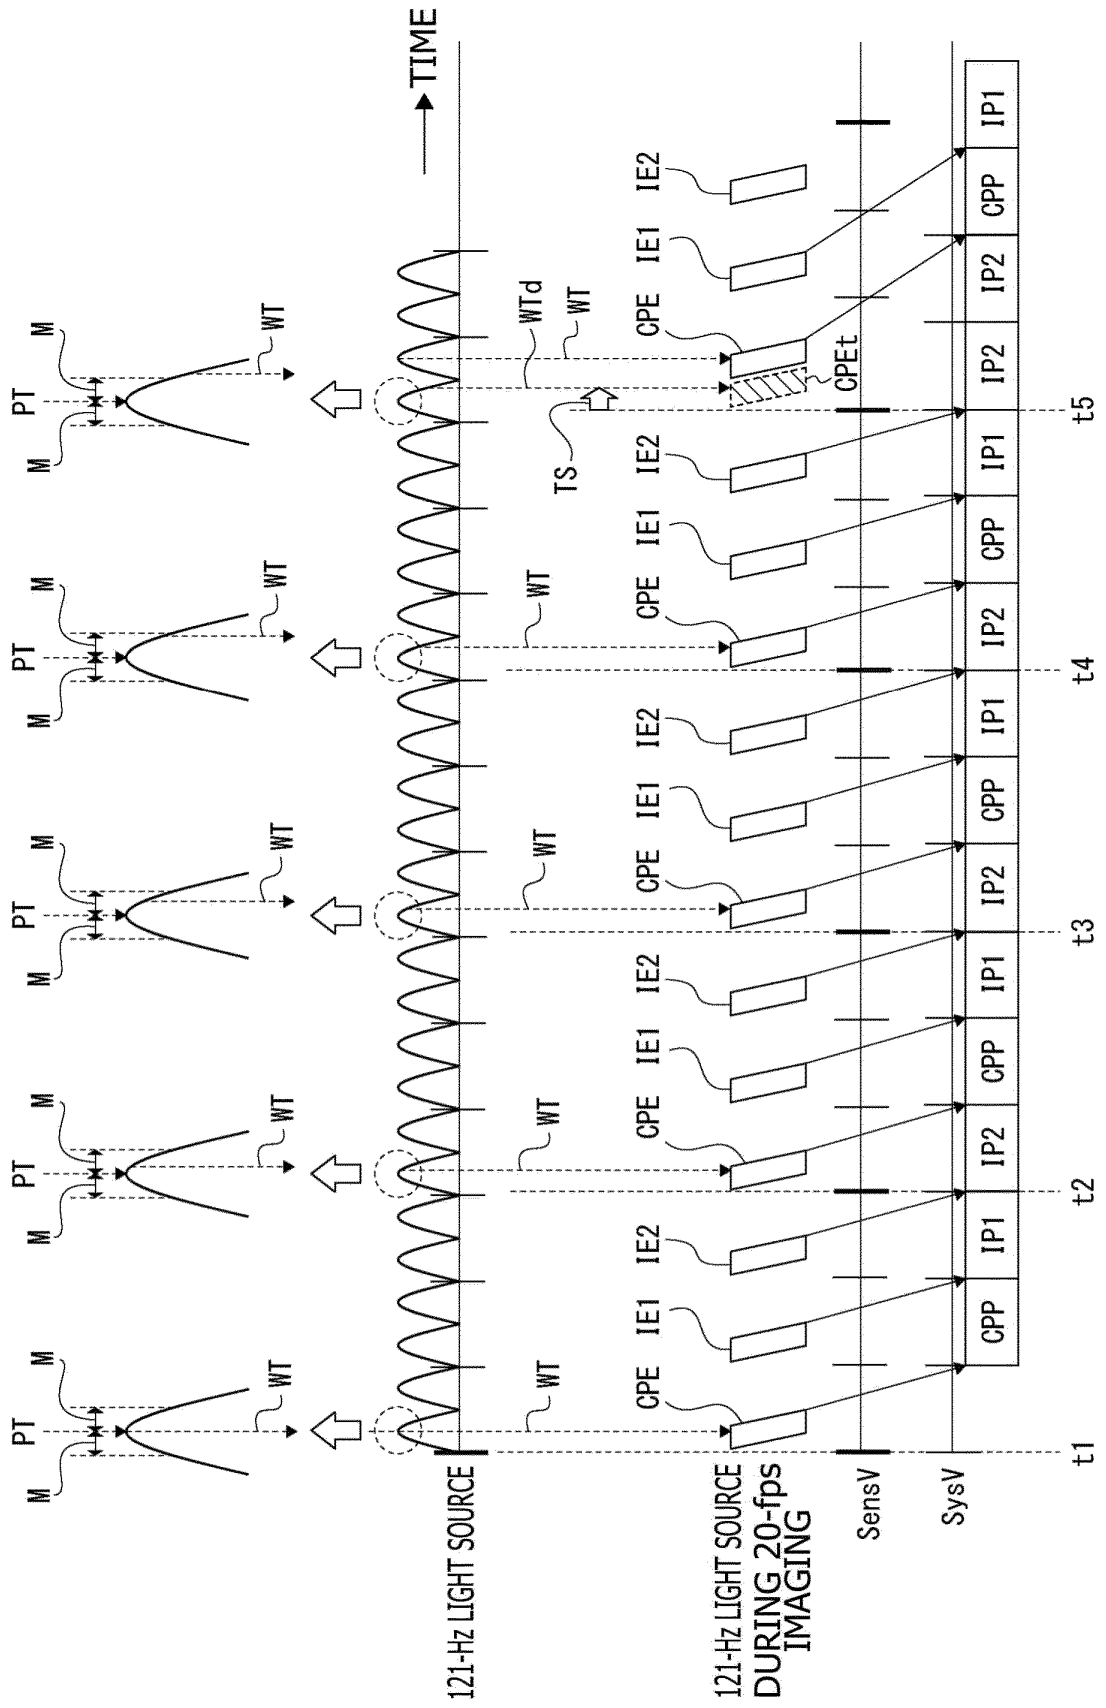 PT PT PT PT PT
M M M M M M M M M M
WT WT WT WT WT
TIME
121-Hz LIGHT SOURCE
WT WT WT WT WTd WT
TS
CPE IE1 IE2 CPE IE1 IE2 CPE IE1 IE2 CPE IE1 IE2 CPE IE1 IE2
121-Hz LIGHT SOURCE
DURING 20-fps
IMAGING
CPEt
SensV
SysV
CPP IP1 IP2 CPP IP1 IP2 CPP IP1 IP2 CPP IP1 IP2 IP2 CPP IP1
t1 t2 t3 t4 t5